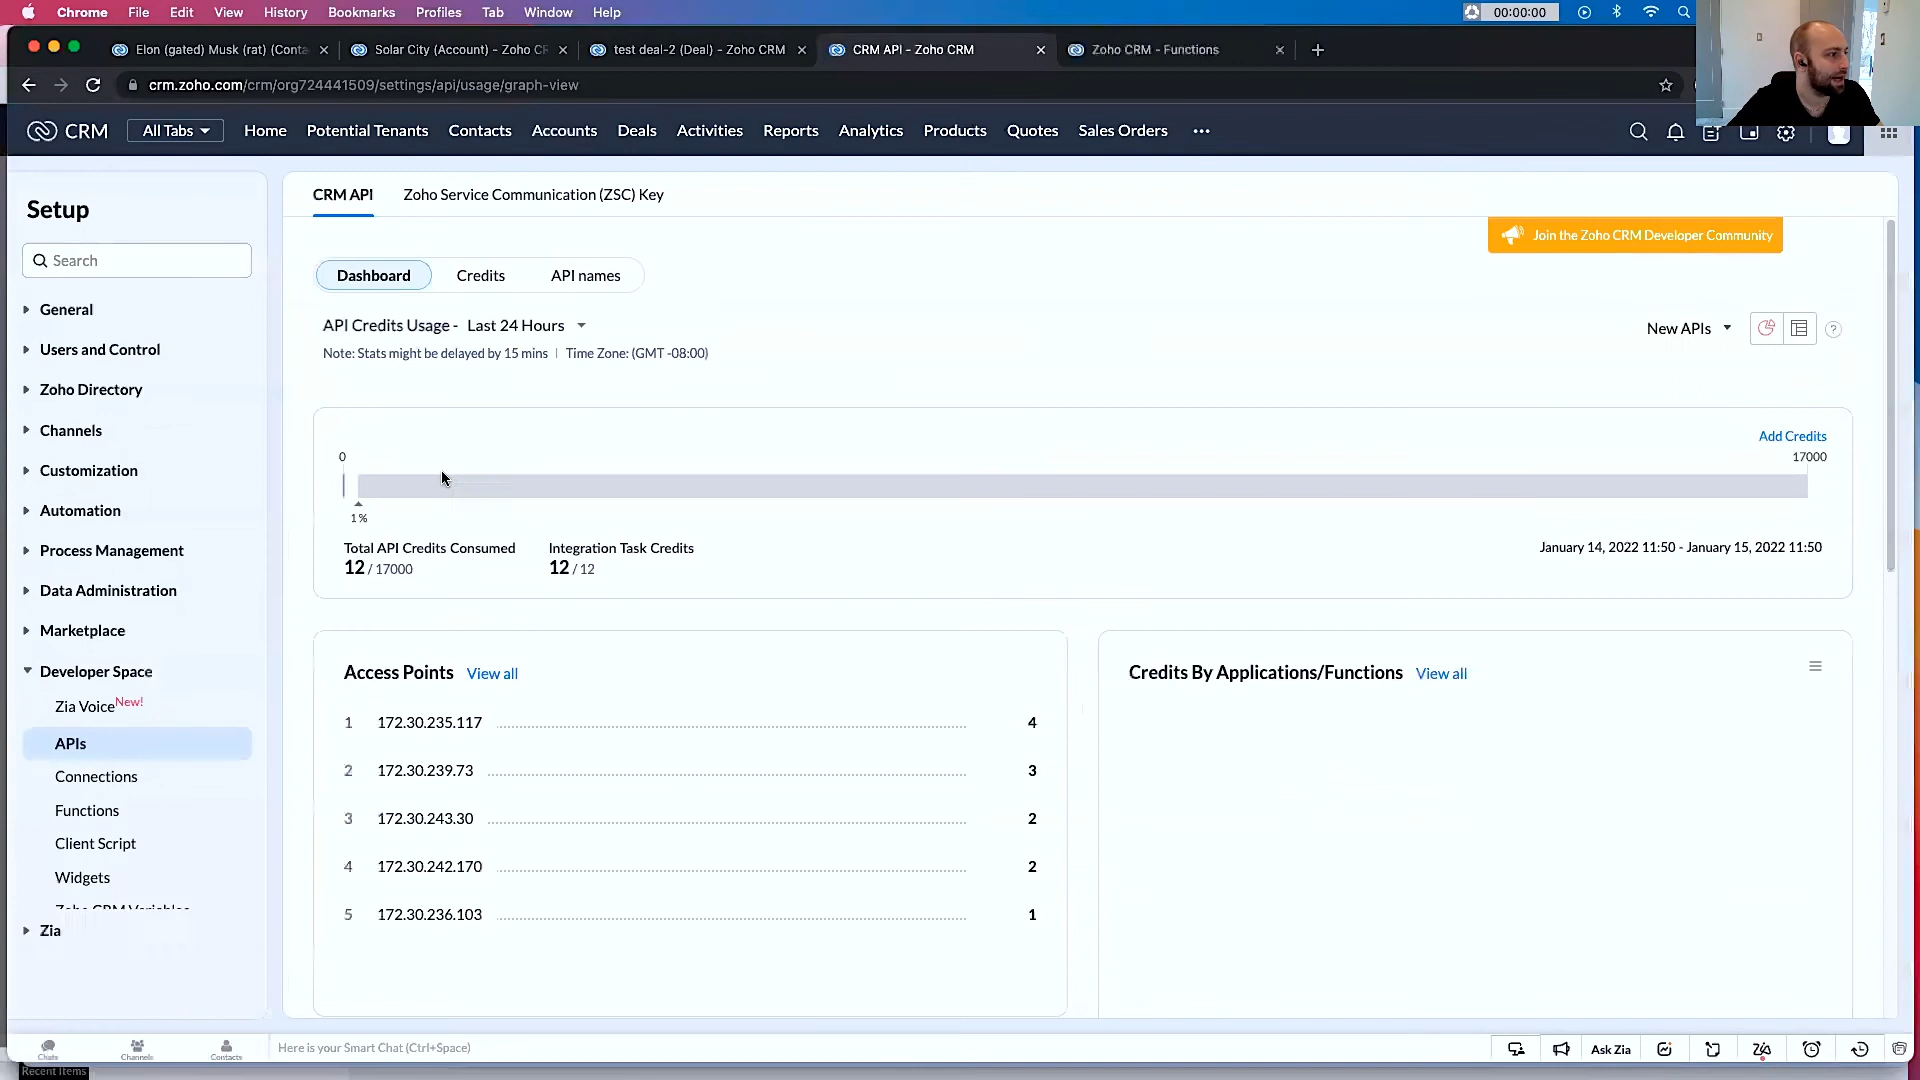 Chrome File Edit View History Bookmarks Profiles Tab Window Help 00:00:00
Elon (gated) Musk (rat) (Conta Solar City (Account) - Zoho CR test deal-2 (Deal) - Zoho CRM CRM API - Zoho CRM Zoho CRM - Functions
crm.zoho.com/crm/org724441509/settings/api/usage/graph-view
CRM All Tabs Home Potential Tenants Contacts Accounts Deals Activities Reports Analytics Products Quotes Sales Orders
Setup
Search
General
Users and Control
Zoho Directory
Channels
Customization
Automation
Process Management
Data Administration
Marketplace
Developer Space
Zia Voice New!
APIs
Connections
Functions
Client Script
Widgets
Zoho CRM Variables
Zia
CRM API Zoho Service Communication (ZSC) Key
Join the Zoho CRM Developer Community
Dashboard Credits API names
API Credits Usage - Last 24 Hours
New APIs
?
Note: Stats might be delayed by 15 mins | Time Zone: (GMT -08:00)
Add Credits
0 17000
1%
Total API Credits Consumed Integration Task Credits January 14, 2022 11:50 - January 15, 2022 11:50
12 / 17000 12 / 12
Access Points View all
1 172.30.235.117 4
2 172.30.239.73 3
3 172.30.243.30 2
4 172.30.242.170 2
5 172.30.236.103 1
Credits By Applications/Functions View all
Chats Channels Contacts Here is your Smart Chat (Ctrl+Space) Ask Zia
Recent Items